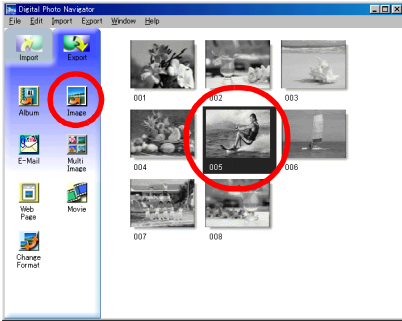 Digital Photo Navigator
File Edit Import Export Window Help
Import Export
Album Image
E-Mail Multi Image
Web Page Movie
Change Format
001 002 003
004 005 006
007 008